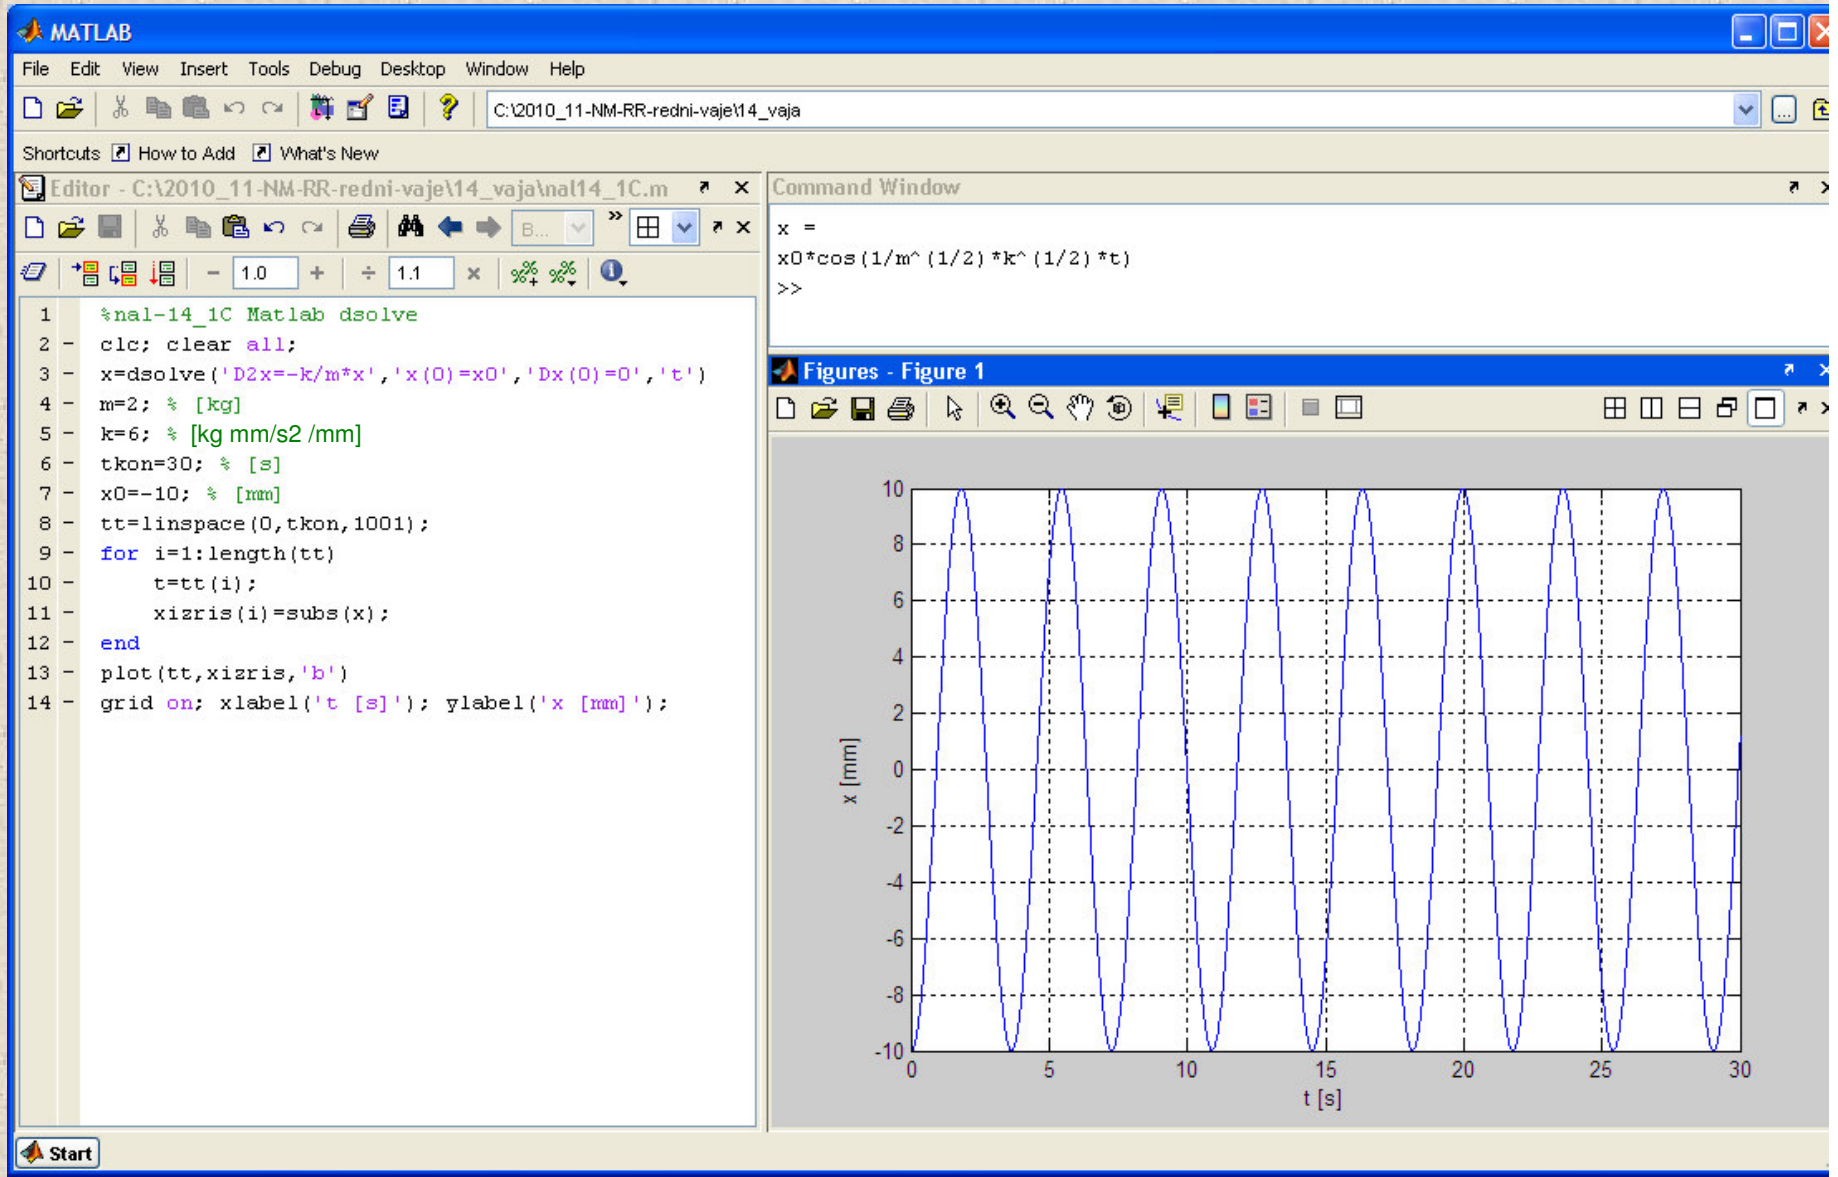 MATLAB
File Edit View Insert Tools Debug Desktop Window Help
C:\2010_11-NM-RR-redni-vaje\14_vaja
Shortcuts How to Add What's New
Editor - C:\2010_11-NM-RR-redni-vaje\14_vaja\nal14_1C.m
B...
- 1.0 + ÷ 1.1 ×
1 %nal-14_1C Matlab dsolve
2 - clc; clear all;
3 - x=dsolve('D2x=-k/m*x','x(0)=x0','Dx(0)=0','t')
4 - m=2; % [kg]
5 - k=6; % [kg mm/s2 /mm]
6 - tkon=30; % [s]
7 - x0=-10; % [mm]
8 - tt=linspace(0,tkon,1001);
9 - for i=1:length(tt)
10 - t=tt(i);
11 - xizris(i)=subs(x);
12 - end
13 - plot(tt,xizris,'b')
14 - grid on; xlabel('t [s]'); ylabel('x [mm]');
Command Window
x =
x0*cos(1/m^(1/2)*k^(1/2)*t)
>>
Figures - Figure 1
10
8
6
4
2
0
-2
-4
-6
-8
-10
x [mm]
0 5 10 15 20 25 30
t [s]
Start